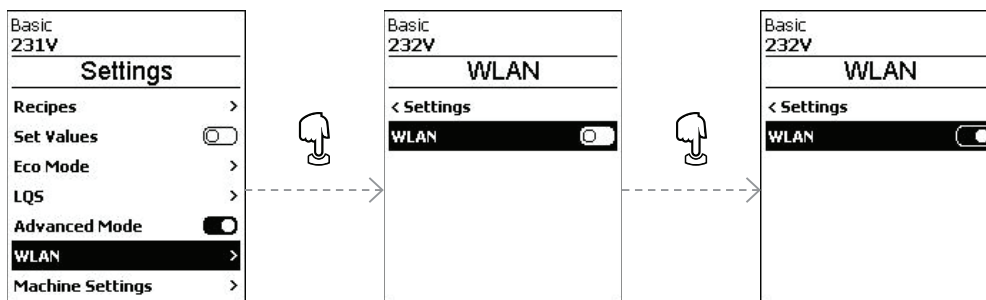 Basic
231V
Settings
Recipes >
Set Values
Eco Mode >
LQS >
Advanced Mode
WLAN >
Machine Settings >
Basic
232V
WLAN
< Settings
WLAN
Basic
232V
WLAN
< Settings
WLAN